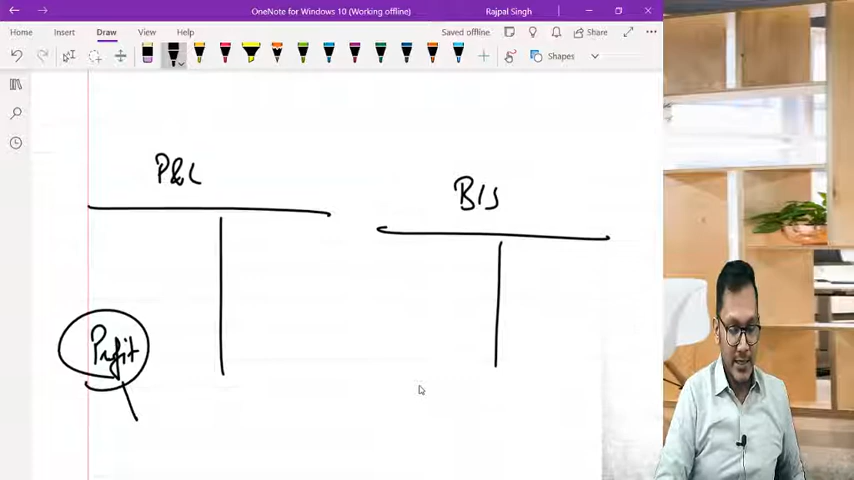 OneNote for Windows 10 (Working offline)
Rajpal Singh
Home Insert Draw View Help
Saved offline
Share
Shapes
P&L
B/S
Profit